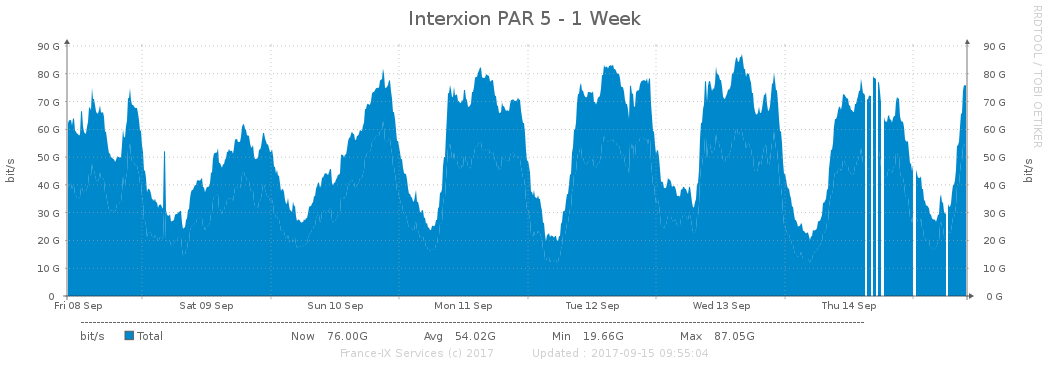 Interxion PAR 5 - 1 Week
RRDTOOL / TOBI OETIKER
90 G 90 G
80 G 80 G
70 G 70 G
60 G 60 G
50 G 50 G
40 G 40 G
30 G 30 G
20 G 20 G
10 G 10 G
0 0 G
bit/s
bit/s
Fri 08 Sep Sat 09 Sep Sun 10 Sep Mon 11 Sep Tue 12 Sep Wed 13 Sep Thu 14 Sep
bit/s Total Now 76.00G Avg 54.02G Min 19.66G Max 87.05G
France-IX Services (c) 2017 Updated : 2017-09-15 09:55:04